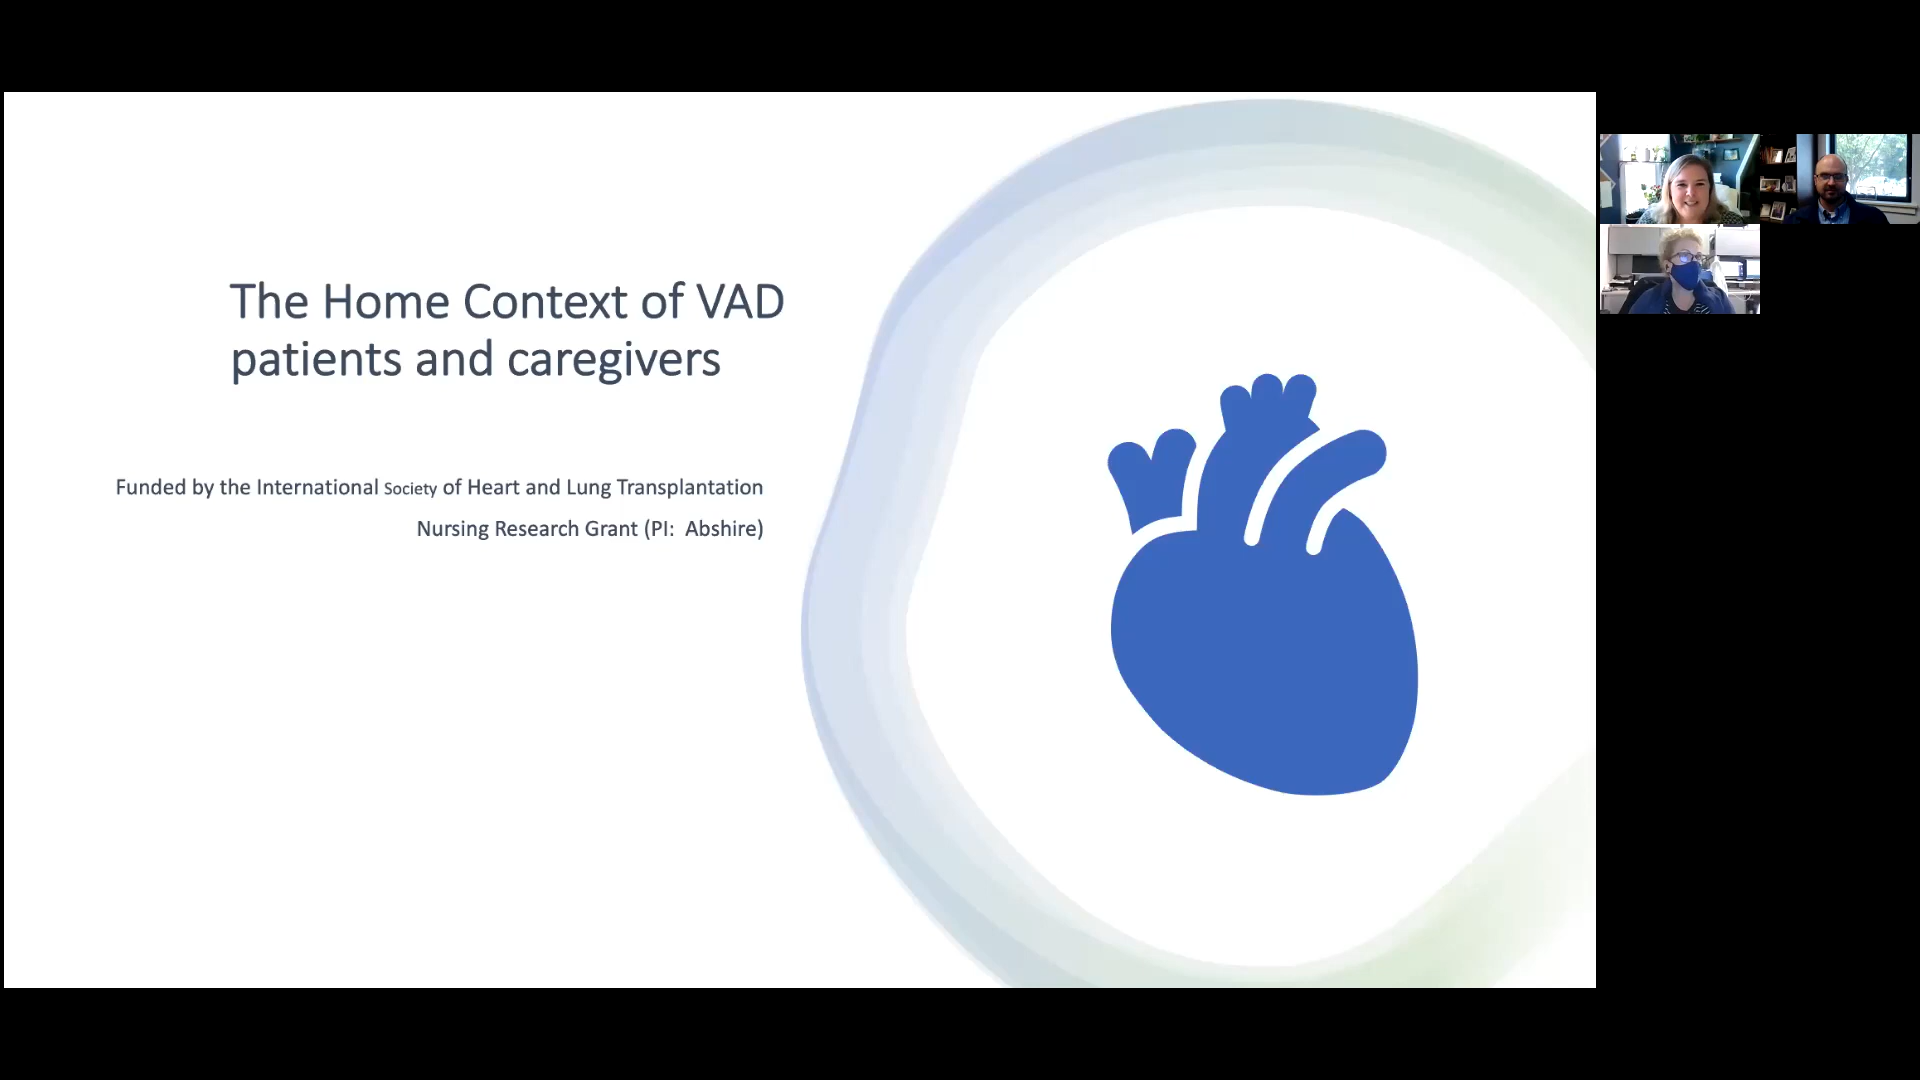 The Home Context of VAD
patients and caregivers
Funded by the International Society of Heart and Lung Transplantation
Nursing Research Grant (PI:  Abshire)